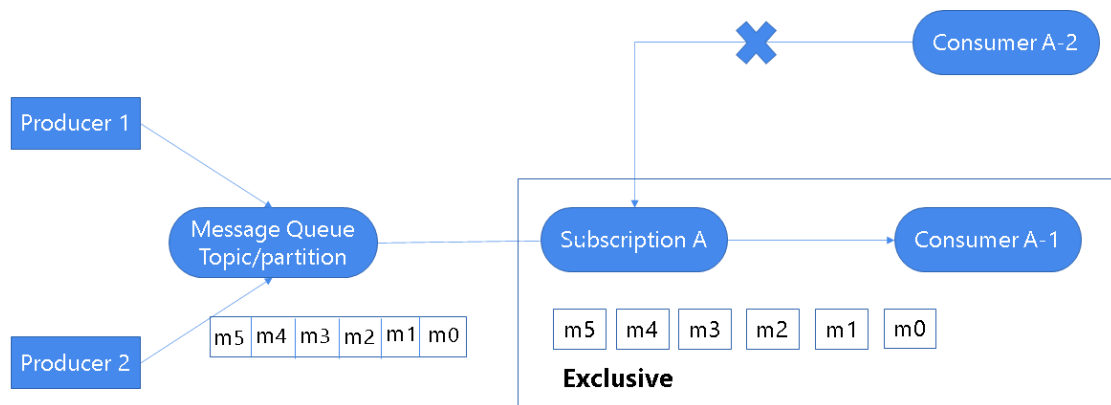 Consumer A-2
Producer 1
Message Queue
Topic/partition
Subscription A
Consumer A-1
Producer 2
m5 m4 m3 m2 m1 m0
m5 m4 m3 m2 m1 m0
Exclusive